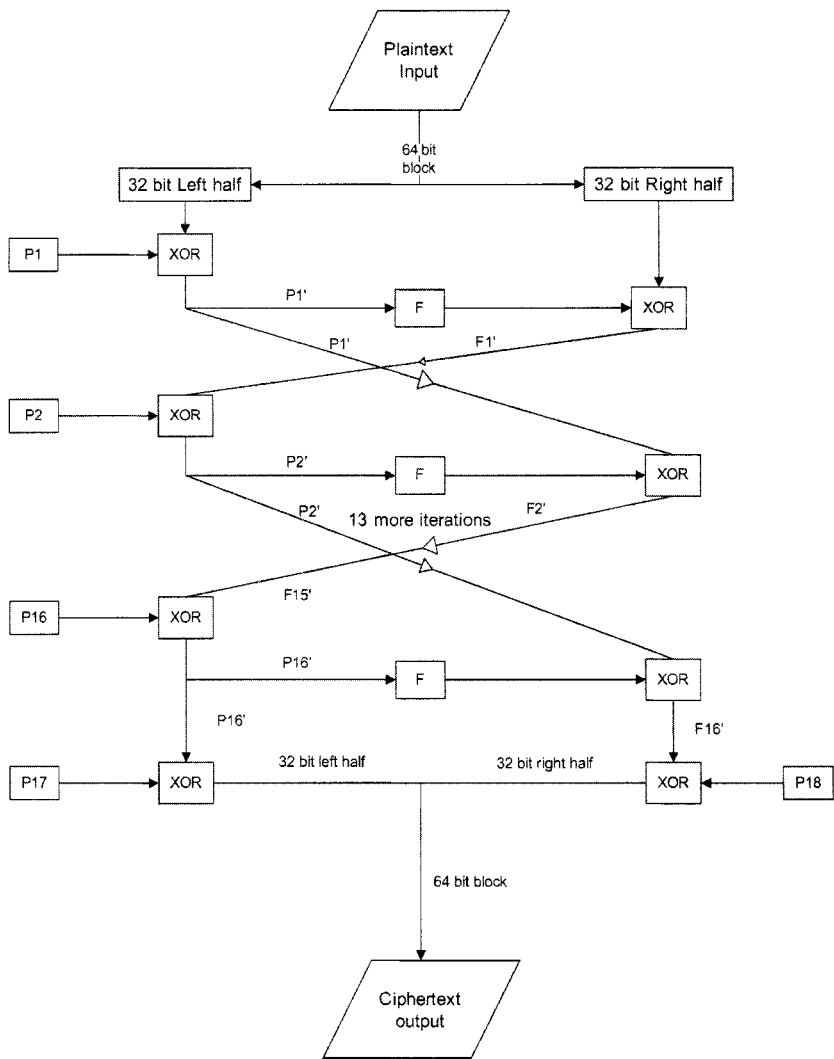 Plaintext
Input
64 bit
block
32 bit Left half
32 bit Right half
P1
XOR
P1'
F
XOR
P1'
F1'
P2
XOR
P2'
F
XOR
P2'
13 more iterations
F2'
F15'
P16
XOR
P16'
F
XOR
P16'
F16'
P17
XOR
32 bit left half
32 bit right half
XOR
P18
64 bit block
Ciphertext
output